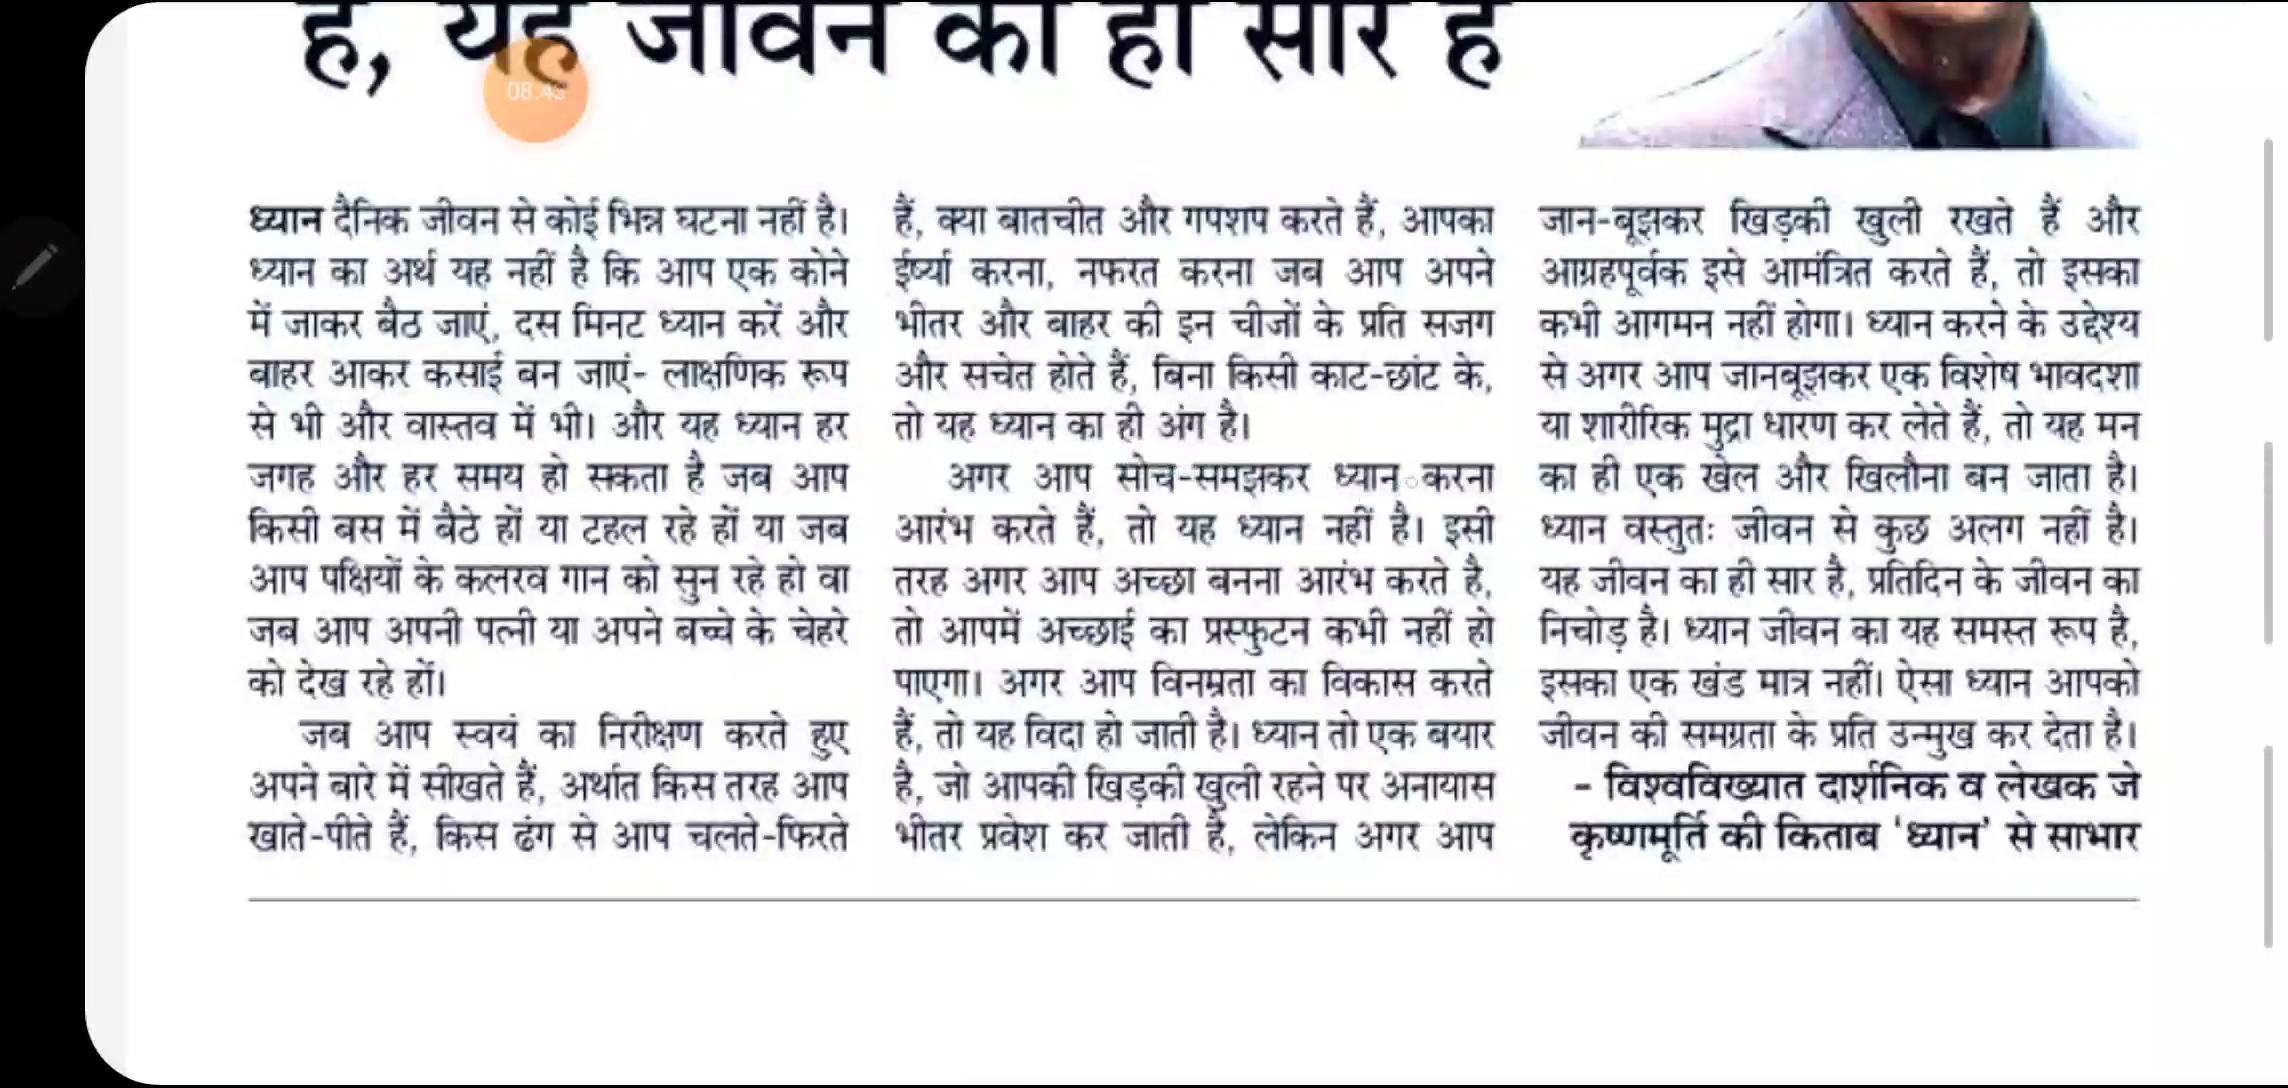 है, यह जीवन का ही सार है
08:43
ध्यान दैनिक जीवन से कोई भिन्न घटना नहीं है।
ध्यान का अर्थ यह नहीं है कि आप एक कोने
में जाकर बैठ जाएं, दस मिनट ध्यान करें और
बाहर आकर कसाई बन जाएं- लाक्षणिक रूप
से भी और वास्तव में भी। और यह ध्यान हर
जगह और हर समय हो सकता है जब आप
किसी बस में बैठे हों या टहल रहे हों या जब
आप पक्षियों के कलरव गान को सुन रहे हो वा
जब आप अपनी पत्नी या अपने बच्चे के चेहरे
को देख रहे हों।
जब आप स्वयं का निरीक्षण करते हुए
अपने बारे में सीखते हैं, अर्थात किस तरह आप
खाते-पीते हैं, किस ढंग से आप चलते-फिरते
हैं, क्या बातचीत और गपशप करते हैं, आपका
ईर्ष्या करना, नफरत करना जब आप अपने
भीतर और बाहर की इन चीजों के प्रति सजग
और सचेत होते हैं, बिना किसी काट-छांट के,
तो यह ध्यान का ही अंग है।
अगर आप सोच-समझकर ध्यान करना
आरंभ करते हैं, तो यह ध्यान नहीं है। इसी
तरह अगर आप अच्छा बनना आरंभ करते है,
तो आपमें अच्छाई का प्रस्फुटन कभी नहीं हो
पाएगा। अगर आप विनम्रता का विकास करते
हैं, तो यह विदा हो जाती है। ध्यान तो एक बयार
है, जो आपकी खिड़की खुली रहने पर अनायास
भीतर प्रवेश कर जाती है, लेकिन अगर आप
जान-बूझकर खिड़की खुली रखते हैं और
आग्रहपूर्वक इसे आमंत्रित करते हैं, तो इसका
कभी आगमन नहीं होगा। ध्यान करने के उद्देश्य
से अगर आप जानबूझकर एक विशेष भावदशा
या शारीरिक मुद्रा धारण कर लेते हैं, तो यह मन
का ही एक खेल और खिलौना बन जाता है।
ध्यान वस्तुतः जीवन से कुछ अलग नहीं है।
यह जीवन का ही सार है, प्रतिदिन के जीवन का
निचोड़ है। ध्यान जीवन का यह समस्त रूप है,
इसका एक खंड मात्र नहीं। ऐसा ध्यान आपको
जीवन की समग्रता के प्रति उन्मुख कर देता है।
- विश्वविख्यात दार्शनिक व लेखक जे
कृष्णमूर्ति की किताब 'ध्यान' से साभार